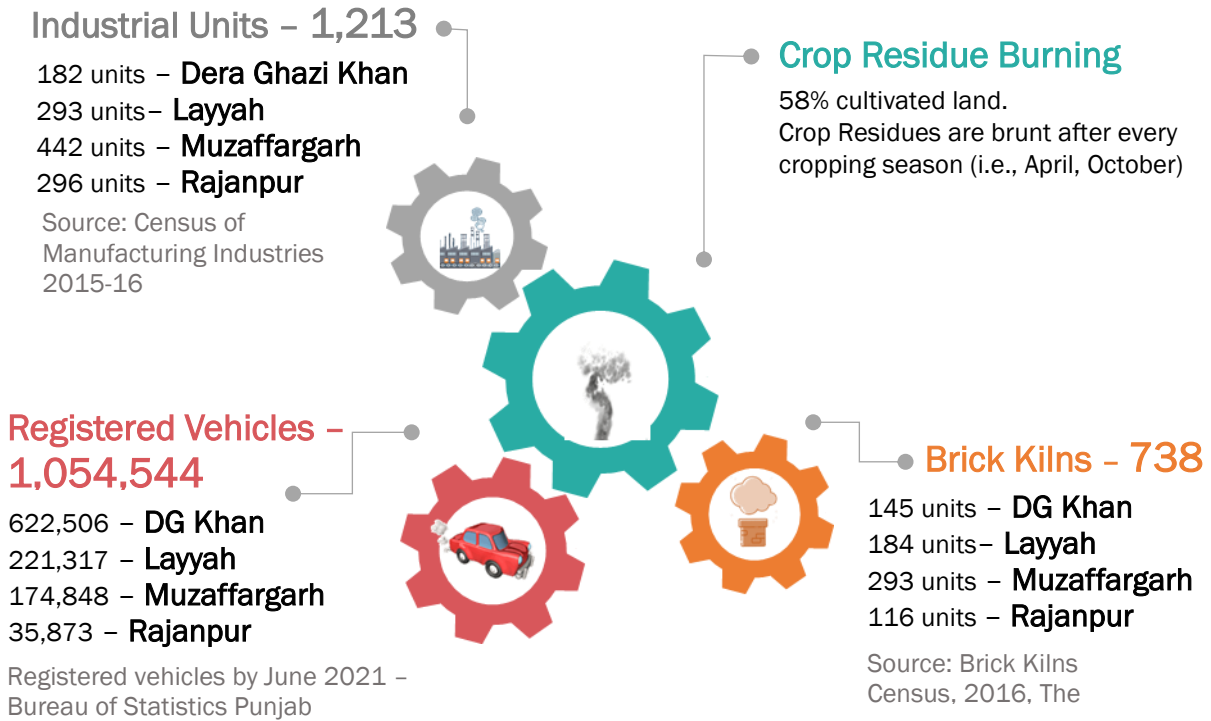 Industrial Units – 1,213
182 units – Dera Ghazi Khan
293 units– Layyah
442 units – Muzaffargarh
296 units – Rajanpur
Source: Census of
Manufacturing Industries
2015-16
Crop Residue Burning
58% cultivated land.
Crop Residues are brunt after every
cropping season (i.e., April, October)
Registered Vehicles –
1,054,544
622,506 – DG Khan
221,317 – Layyah
174,848 – Muzaffargarh
35,873 – Rajanpur
Registered vehicles by June 2021 –
Bureau of Statistics Punjab
Brick Kilns – 738
145 units – DG Khan
184 units– Layyah
293 units – Muzaffargarh
116 units – Rajanpur
Source: Brick Kilns
Census, 2016, The